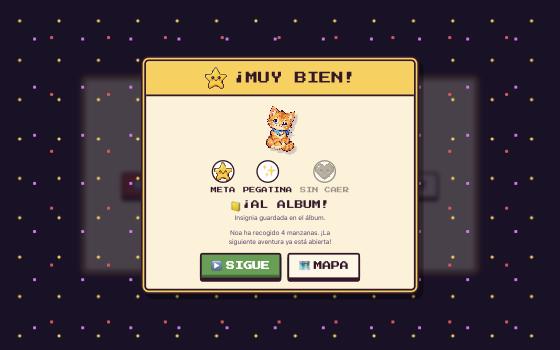 ¡MUY BIEN!
META PEGATINA SIN CAER
¡AL ALBUM!
Insignia guardada en el álbum.
Noa ha recogido 4 manzanas. ¡La
siguiente aventura ya está abierta!
SIGUE MAPA